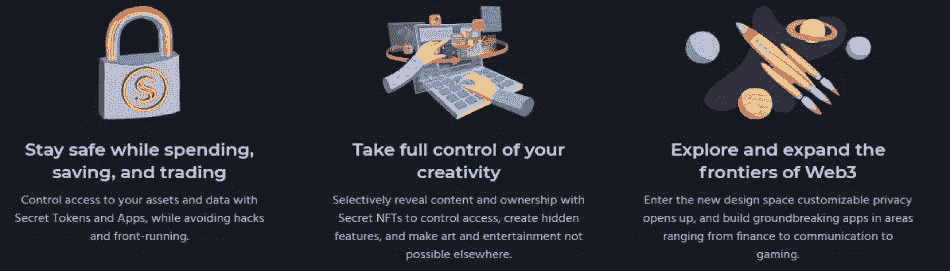 S
Stay safe while spending,
saving, and trading
Control access to your assets and data with
Secret Tokens and Apps, while avoiding hacks
and front-running.
Take full control of your
creativity
Selectively reveal content and ownership with
Secret NFTs to control access, create hidden
features, and make art and entertainment not
possible elsewhere.
Explore and expand the
frontiers of Web3
Enter the new design space customizable privacy
opens up, and build groundbreaking apps in areas
ranging from finance to communication to
gaming.